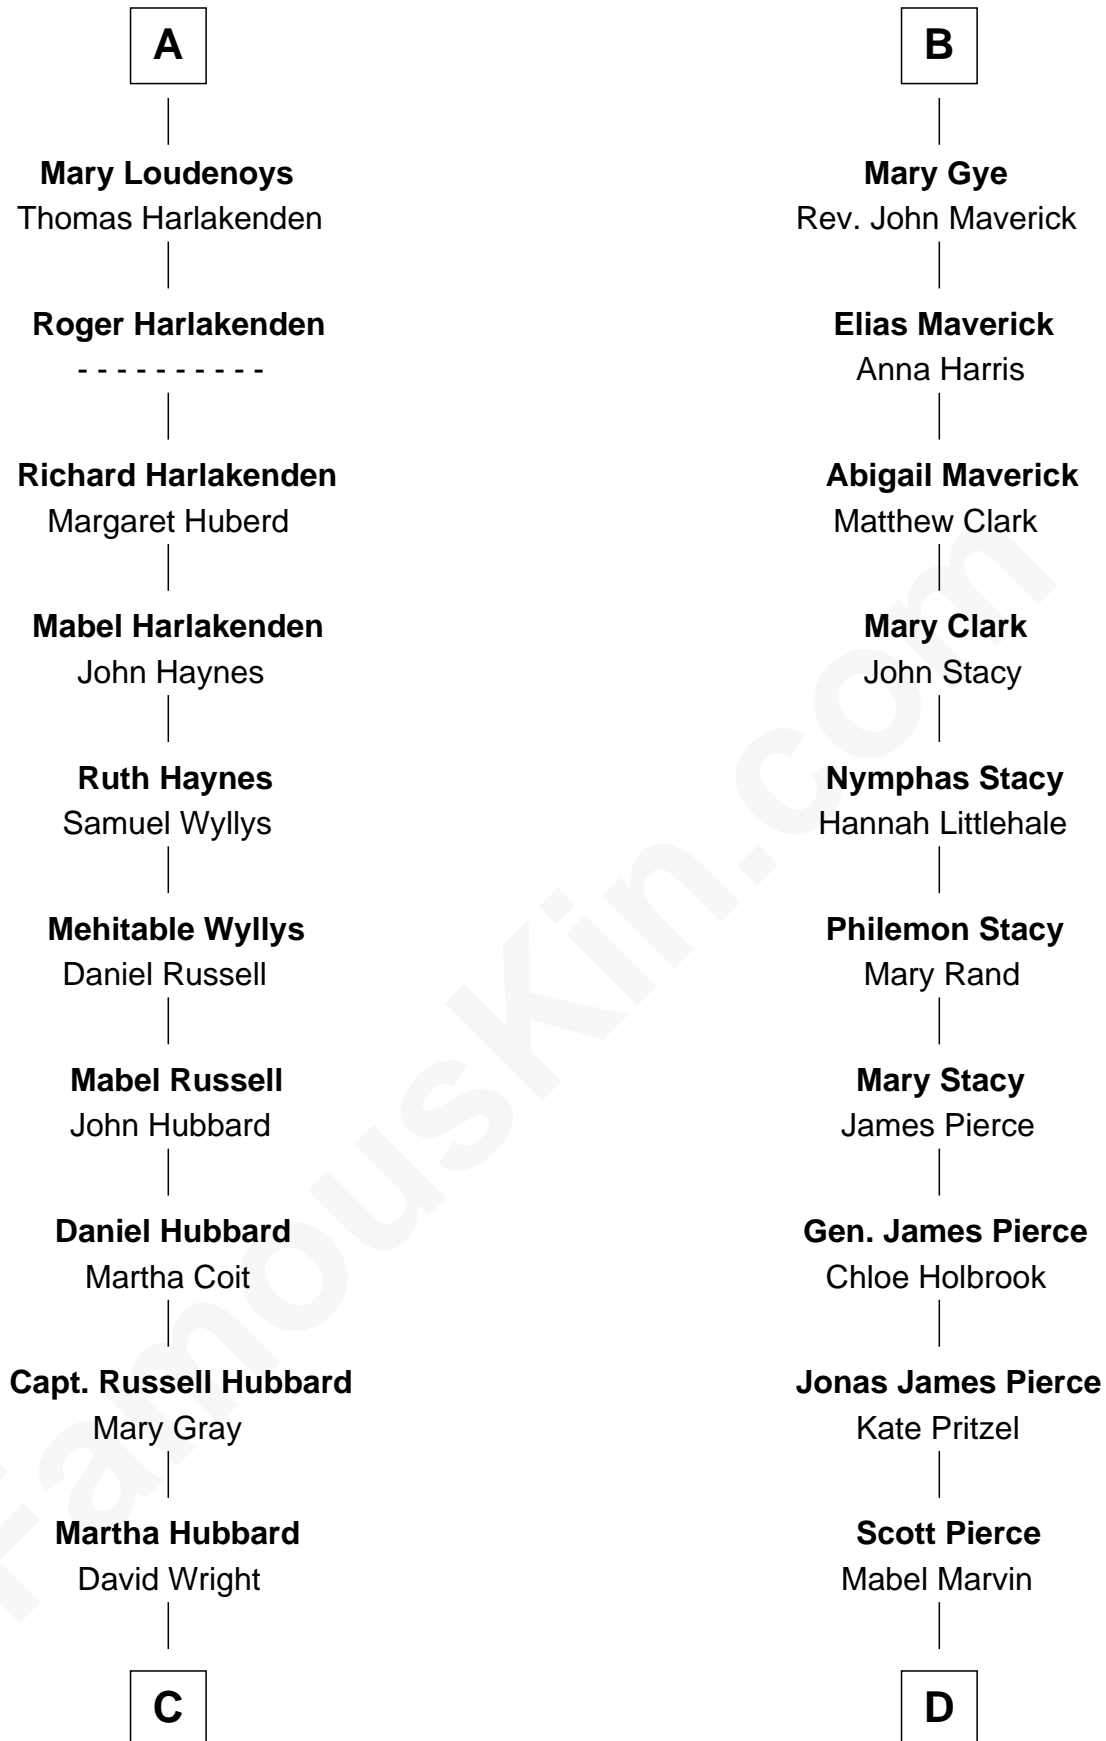 A
Mary Loudenoys
Thomas Harlakenden
Roger Harlakenden
- - - - - - - - - -
Richard Harlakenden
Margaret Huberd
Mabel Harlakenden
John Haynes
Ruth Haynes
Samuel Wyllys
Mehitable Wyllys
Daniel Russell
Mabel Russell
John Hubbard
Daniel Hubbard
Martha Coit
Capt. Russell Hubbard
Mary Gray
Martha Hubbard
David Wright
C
B
Mary Gye
Rev. John Maverick
Elias Maverick
Anna Harris
Abigail Maverick
Matthew Clark
Mary Clark
John Stacy
Nymphas Stacy
Hannah Littlehale
Philemon Stacy
Mary Rand
Mary Stacy
James Pierce
Gen. James Pierce
Chloe Holbrook
Jonas James Pierce
Kate Pritzel
Scott Pierce
Mabel Marvin
D
FamousKin.com